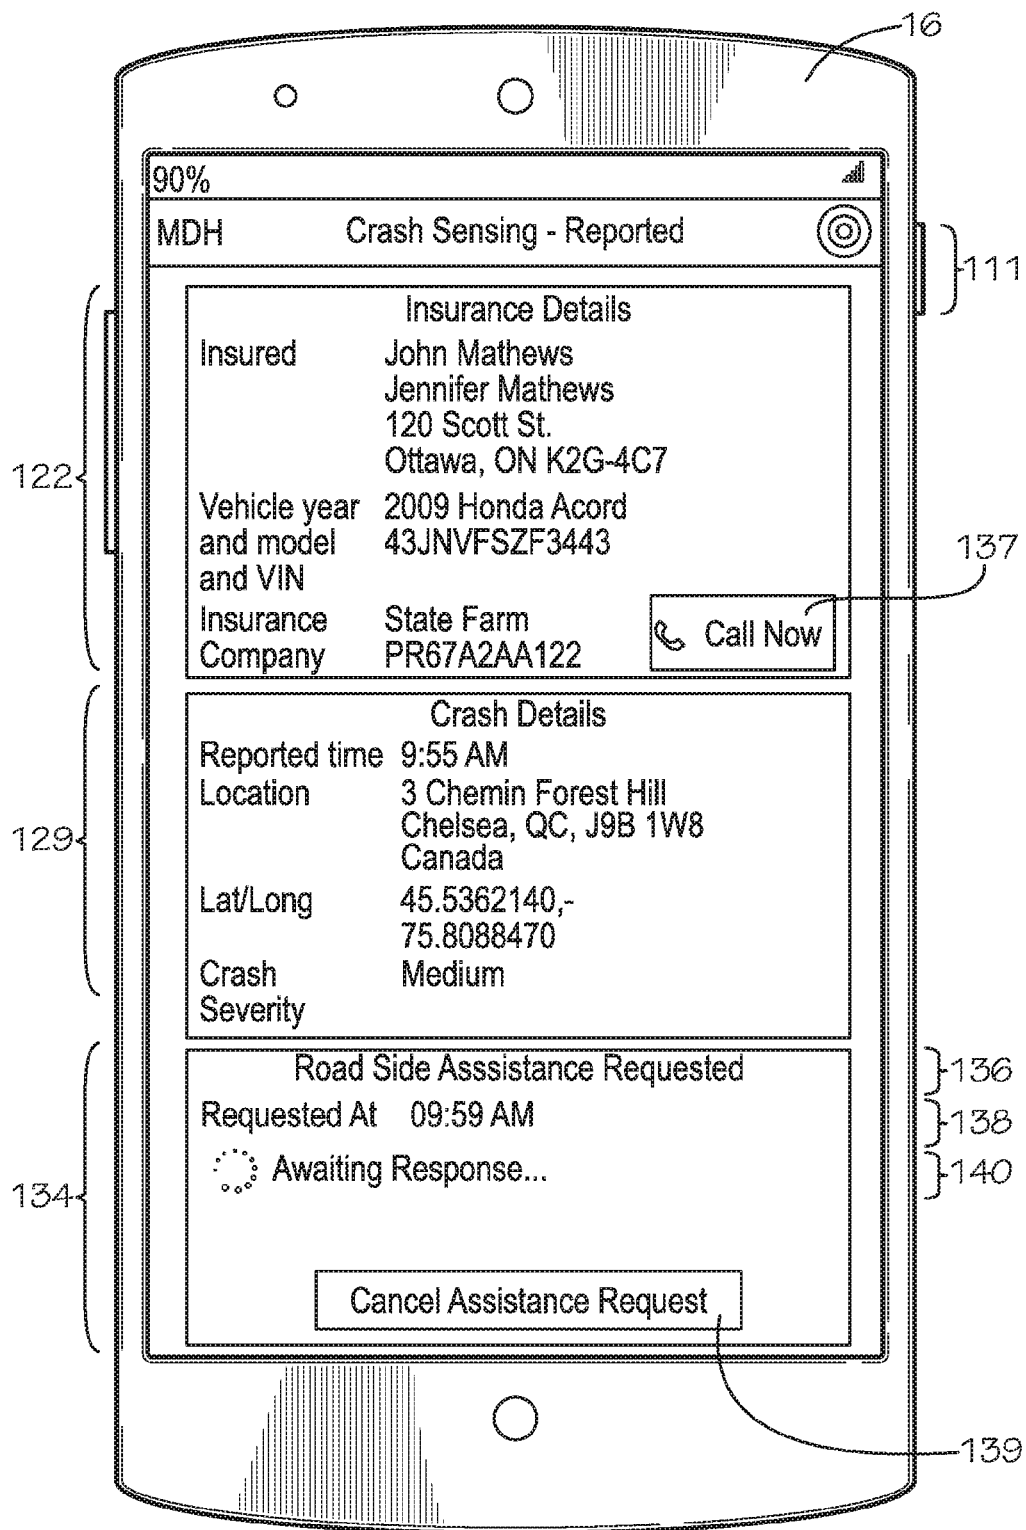 16
90%
MDH Crash Sensing - Reported
111
122
Insurance Details
Insured John Mathews
Jennifer Mathews
120 Scott St.
Ottawa, ON K2G-4C7
Vehicle year 2009 Honda Acord
and model 43JNVFSZF3443
and VIN
137
Insurance State Farm
Company PR67A2AA122
Call Now
129
Crash Details
Reported time 9:55 AM
Location 3 Chemin Forest Hill
Chelsea, QC, J9B 1W8
Canada
Lat/Long 45.5362140,-
75.8088470
Crash Medium
Severity
134
Road Side Asssistance Requested
136
Requested At 09:59 AM
138
Awaiting Response...
140
Cancel Assistance Request
139